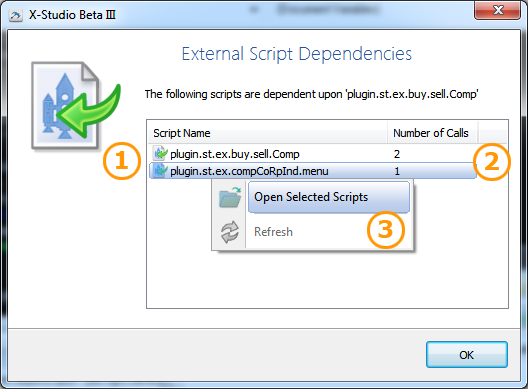 X-Studio Beta III
External Script Dependencies
The following scripts are dependent upon 'plugin.st.ex.buy.sell.Comp'
Script Name Number of Calls
plugin.st.ex.buy.sell.Comp 2
1
2
plugin.st.ex.compCoRpInd.menu 1
Open Selected Scripts
3
Refresh
OK